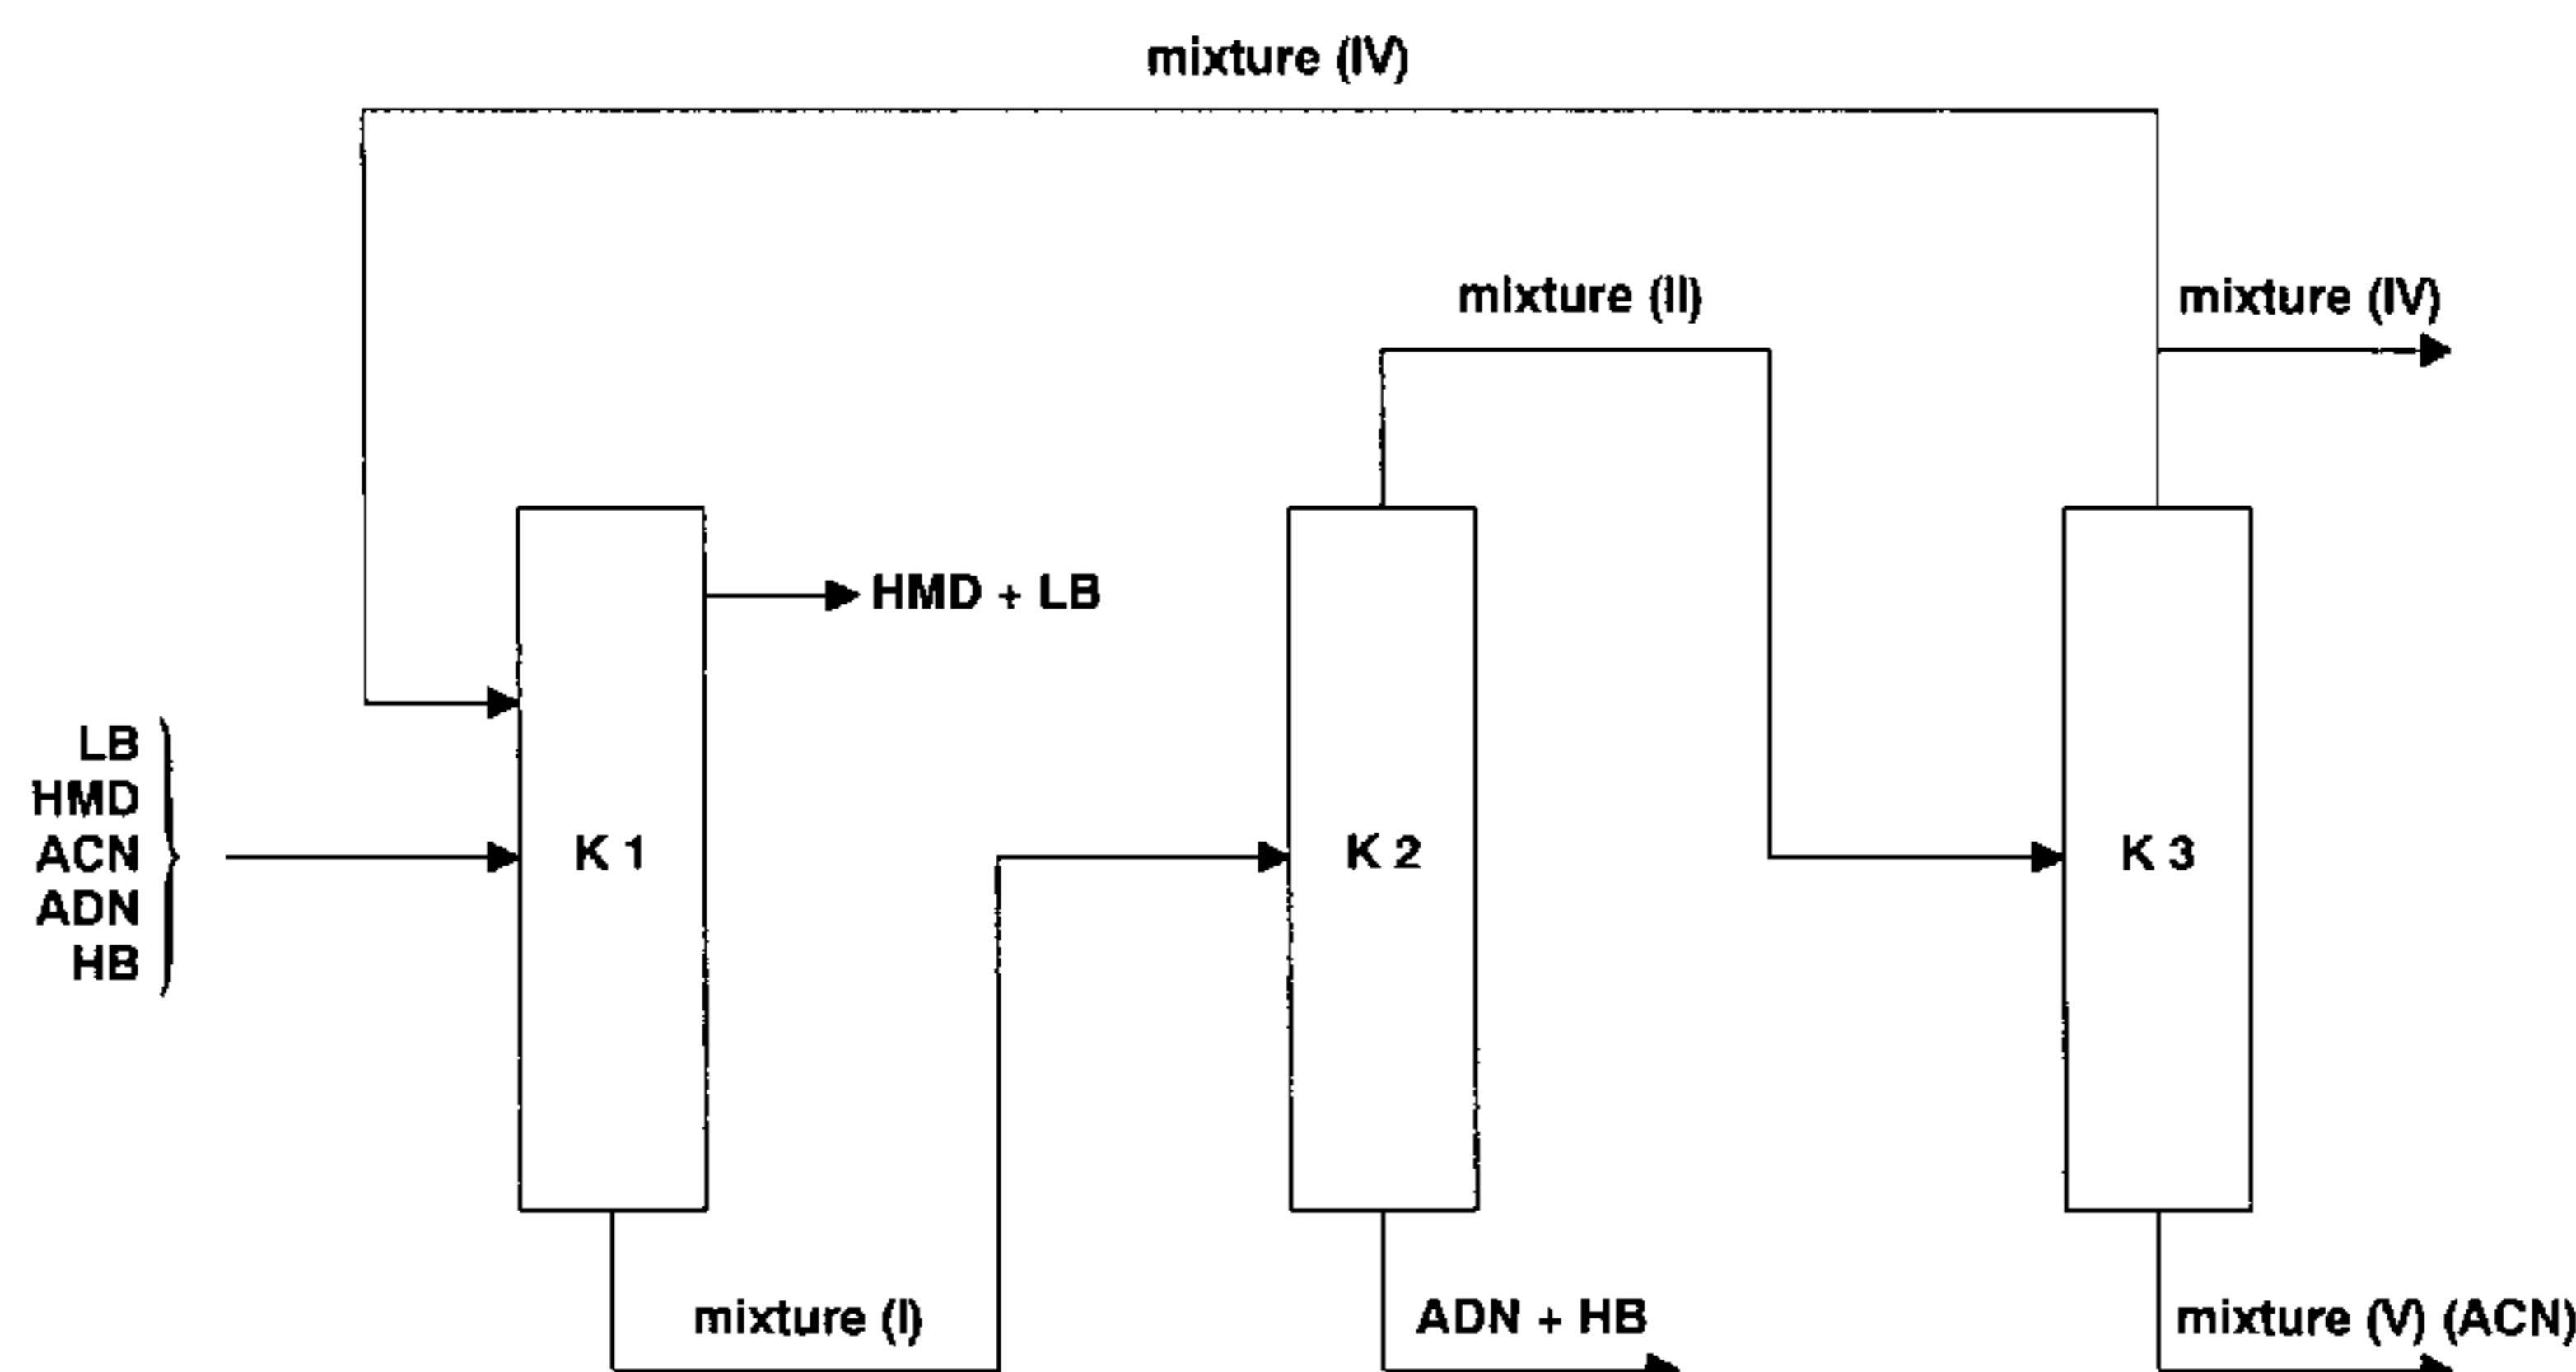 mixture (IV)
mixture (II)
mixture (IV)
HMD + LB
LB
HMD
ACN
ADN
HB
K 1
K 2
K 3
mixture (I)
ADN + HB
mixture (V) (ACN)